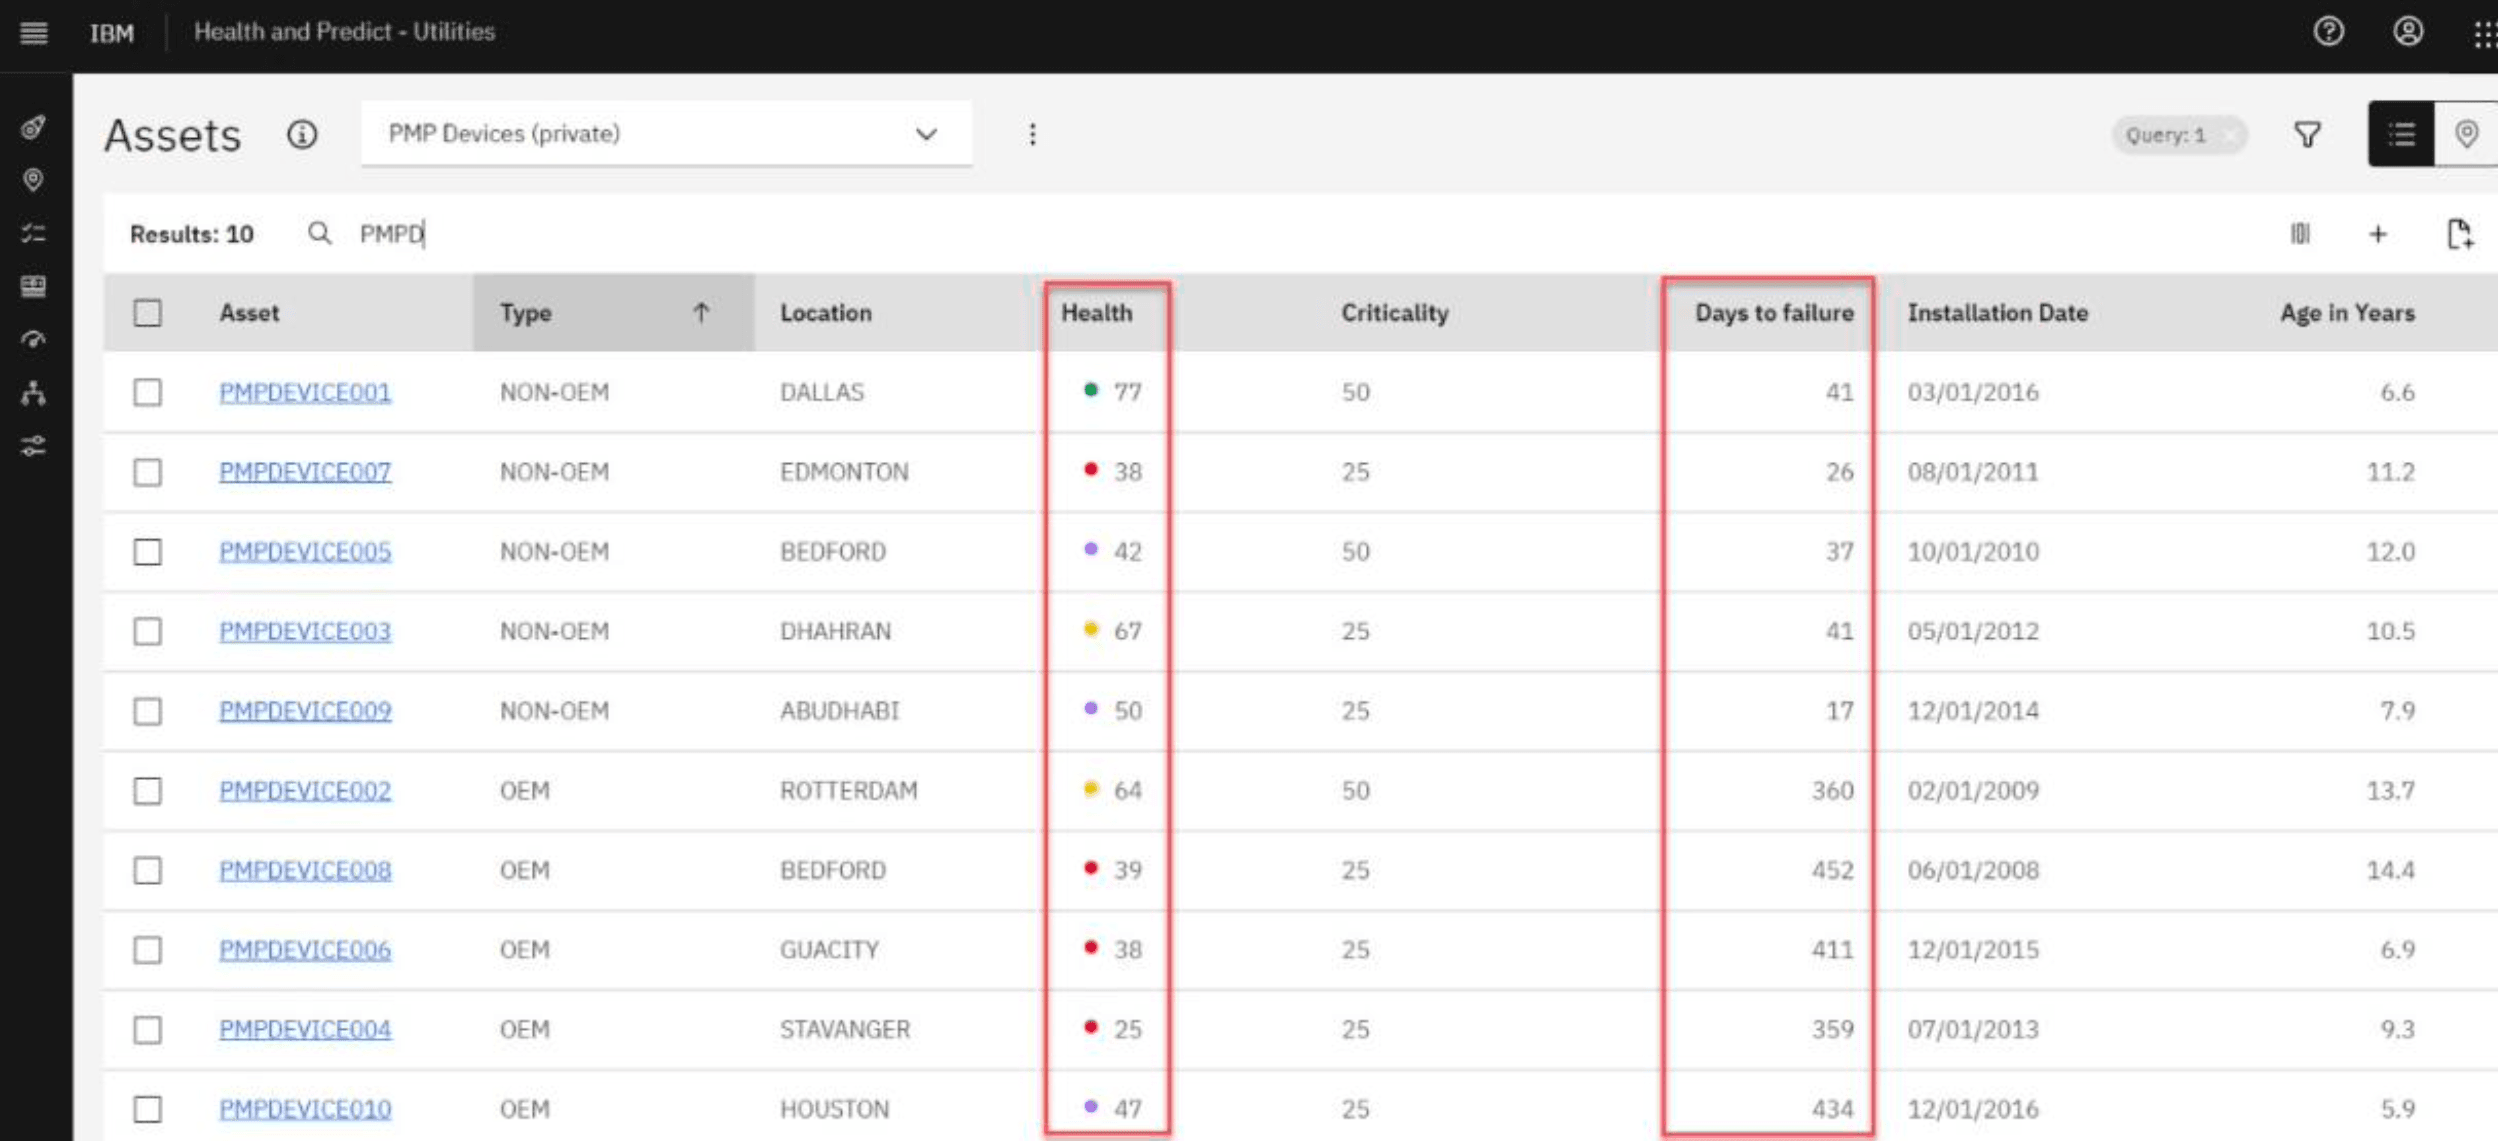 IBM Health and Predict - Utilities
Assets PMP Devices (private) Query: 1
Results: 10 PMPD
Asset Type Location Health Criticality Days to failure Installation Date Age in Years
PMPDEVICE001 NON-OEM DALLAS 77 50 41 03/01/2016 6.6
PMPDEVICE007 NON-OEM EDMONTON 38 25 26 08/01/2011 11.2
PMPDEVICE005 NON-OEM BEDFORD 42 50 37 10/01/2010 12.0
PMPDEVICE003 NON-OEM DHAHRAN 67 25 41 05/01/2012 10.5
PMPDEVICE009 NON-OEM ABUDHABI 50 25 17 12/01/2014 7.9
PMPDEVICE002 OEM ROTTERDAM 64 50 360 02/01/2009 13.7
PMPDEVICE008 OEM BEDFORD 39 25 452 06/01/2008 14.4
PMPDEVICE006 OEM GUACITY 38 25 411 12/01/2015 6.9
PMPDEVICE004 OEM STAVANGER 25 25 359 07/01/2013 9.3
PMPDEVICE010 OEM HOUSTON 47 25 434 12/01/2016 5.9